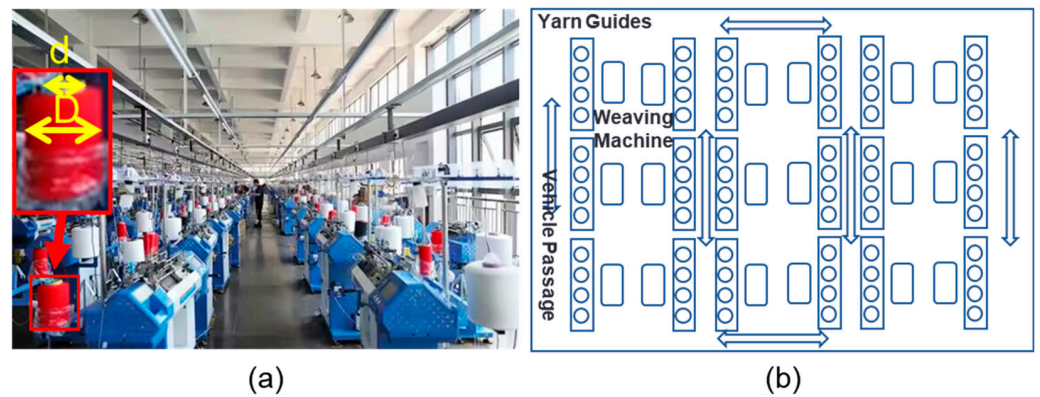 d
D
Yarn Guides
Weaving
Machine
Vehicle Passage
(a)
(b)